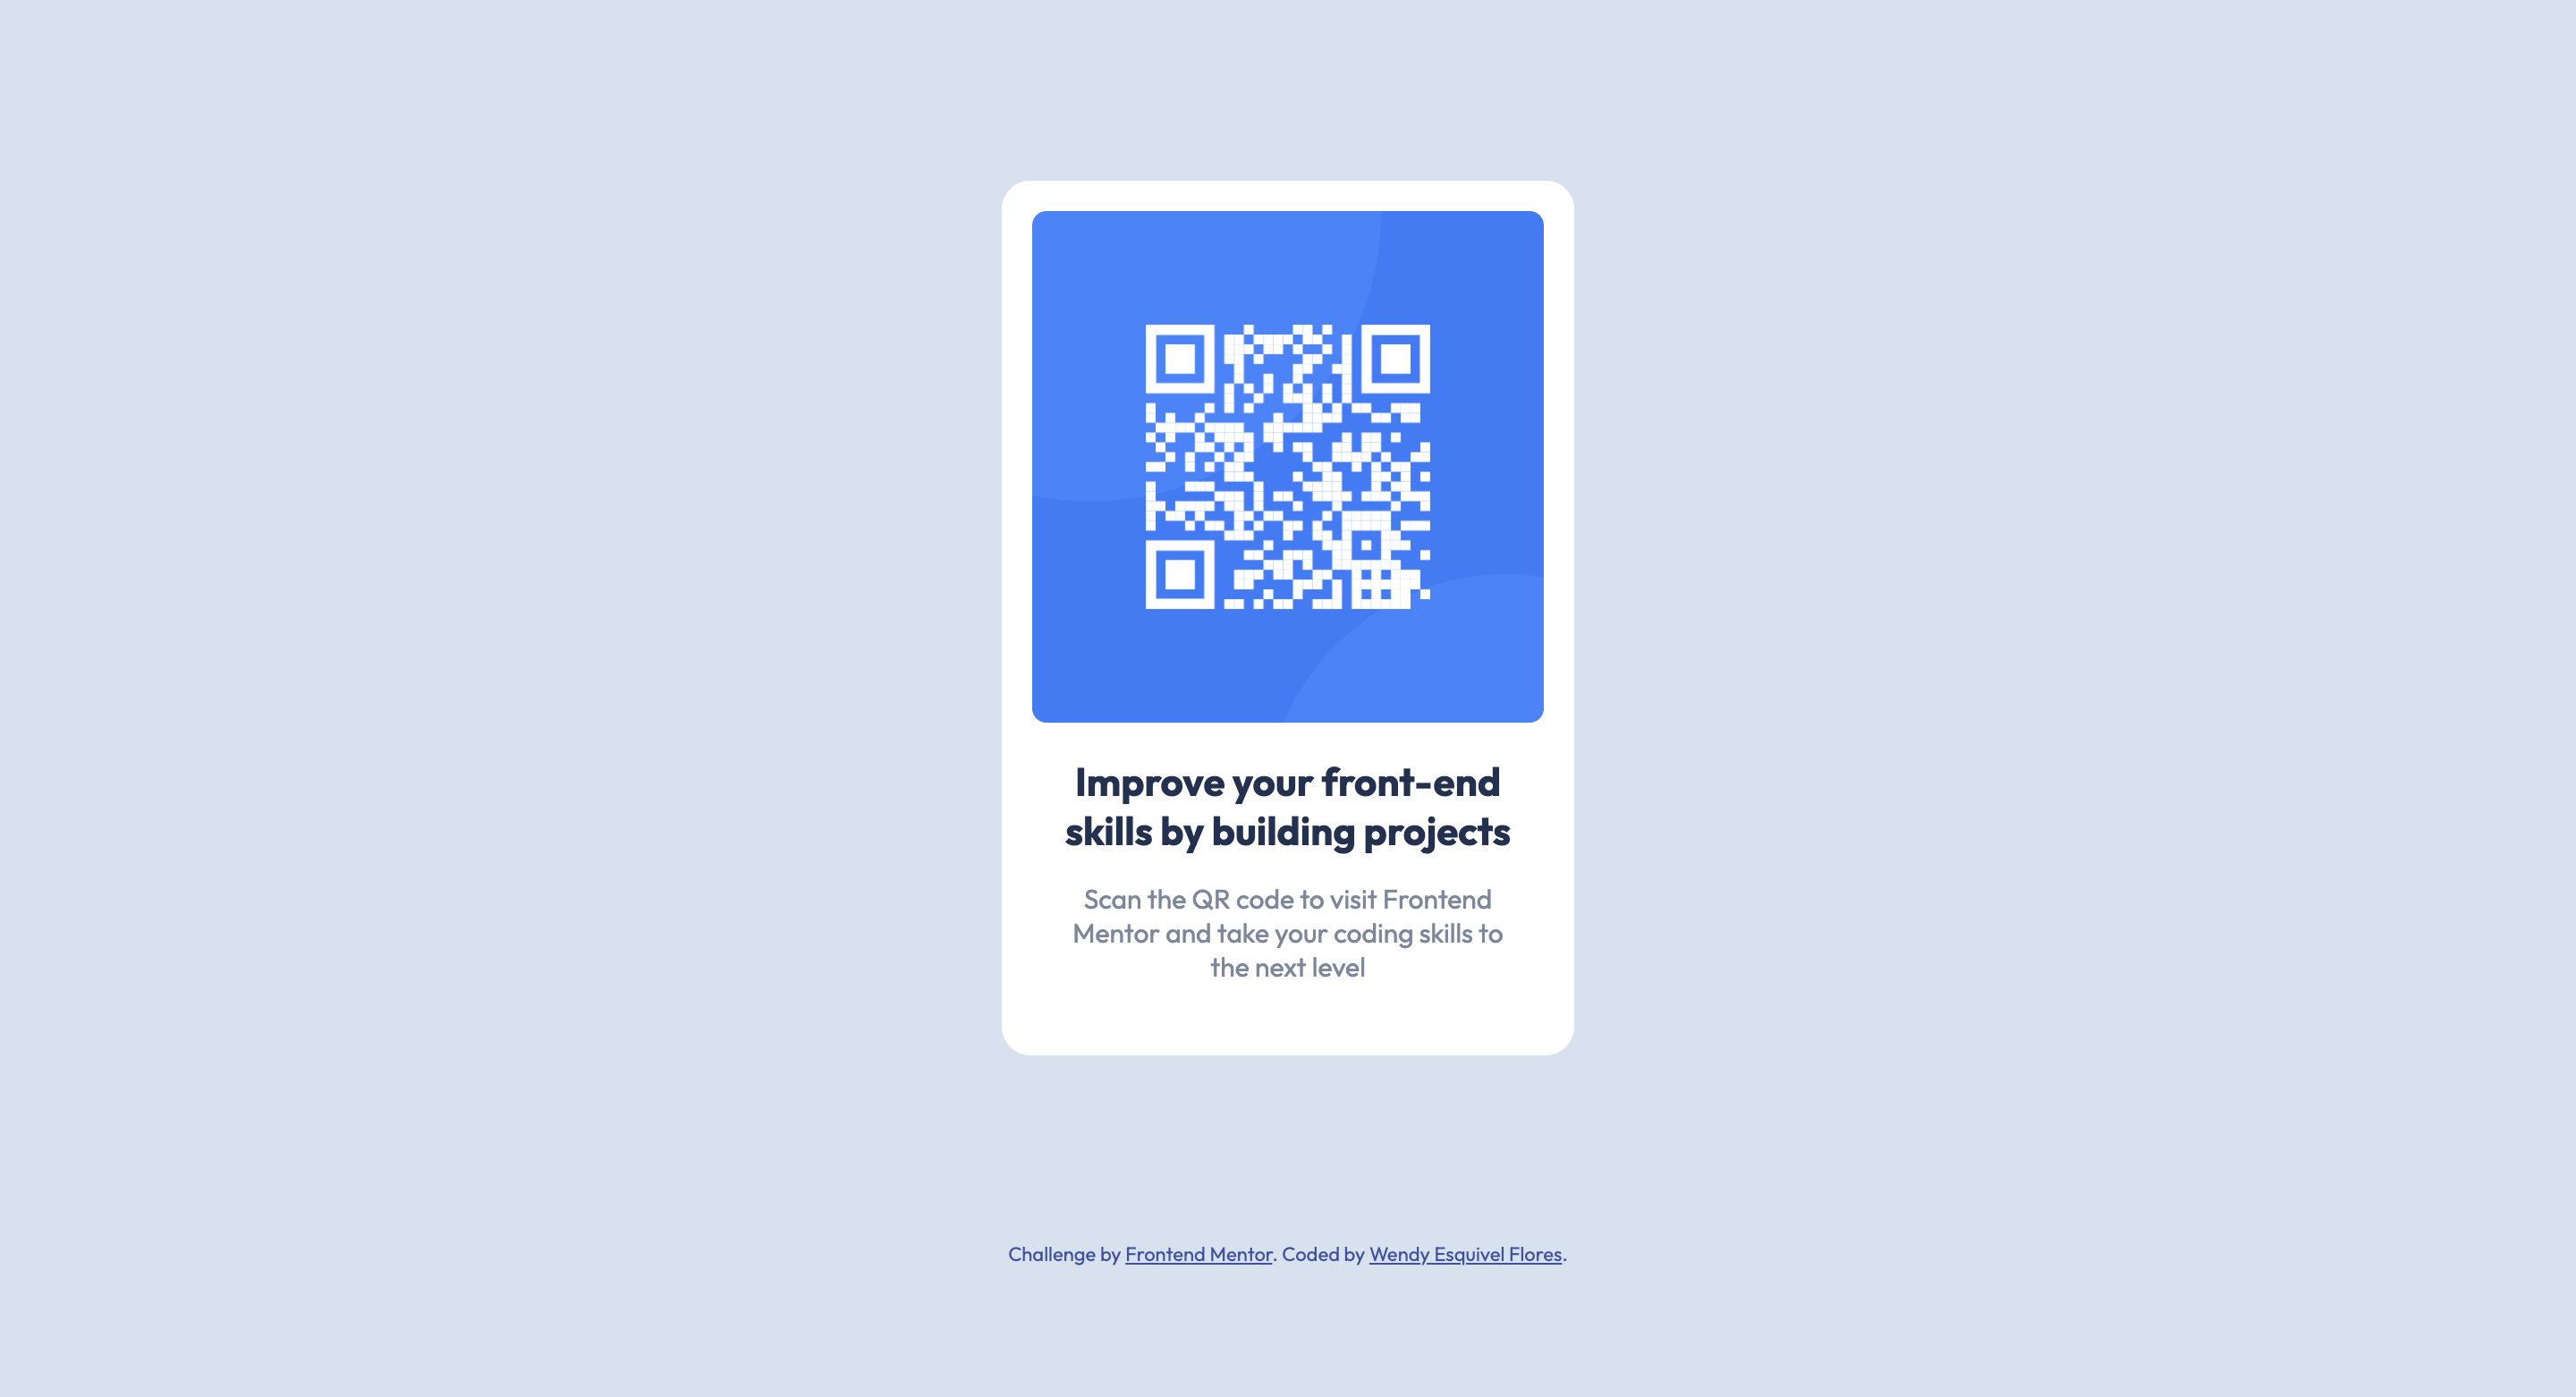 Improve your front-end
skills by building projects
Scan the QR code to visit Frontend
Mentor and take your coding skills to
the next level
Challenge by Frontend Mentor. Coded by Wendy Esquivel Flores.